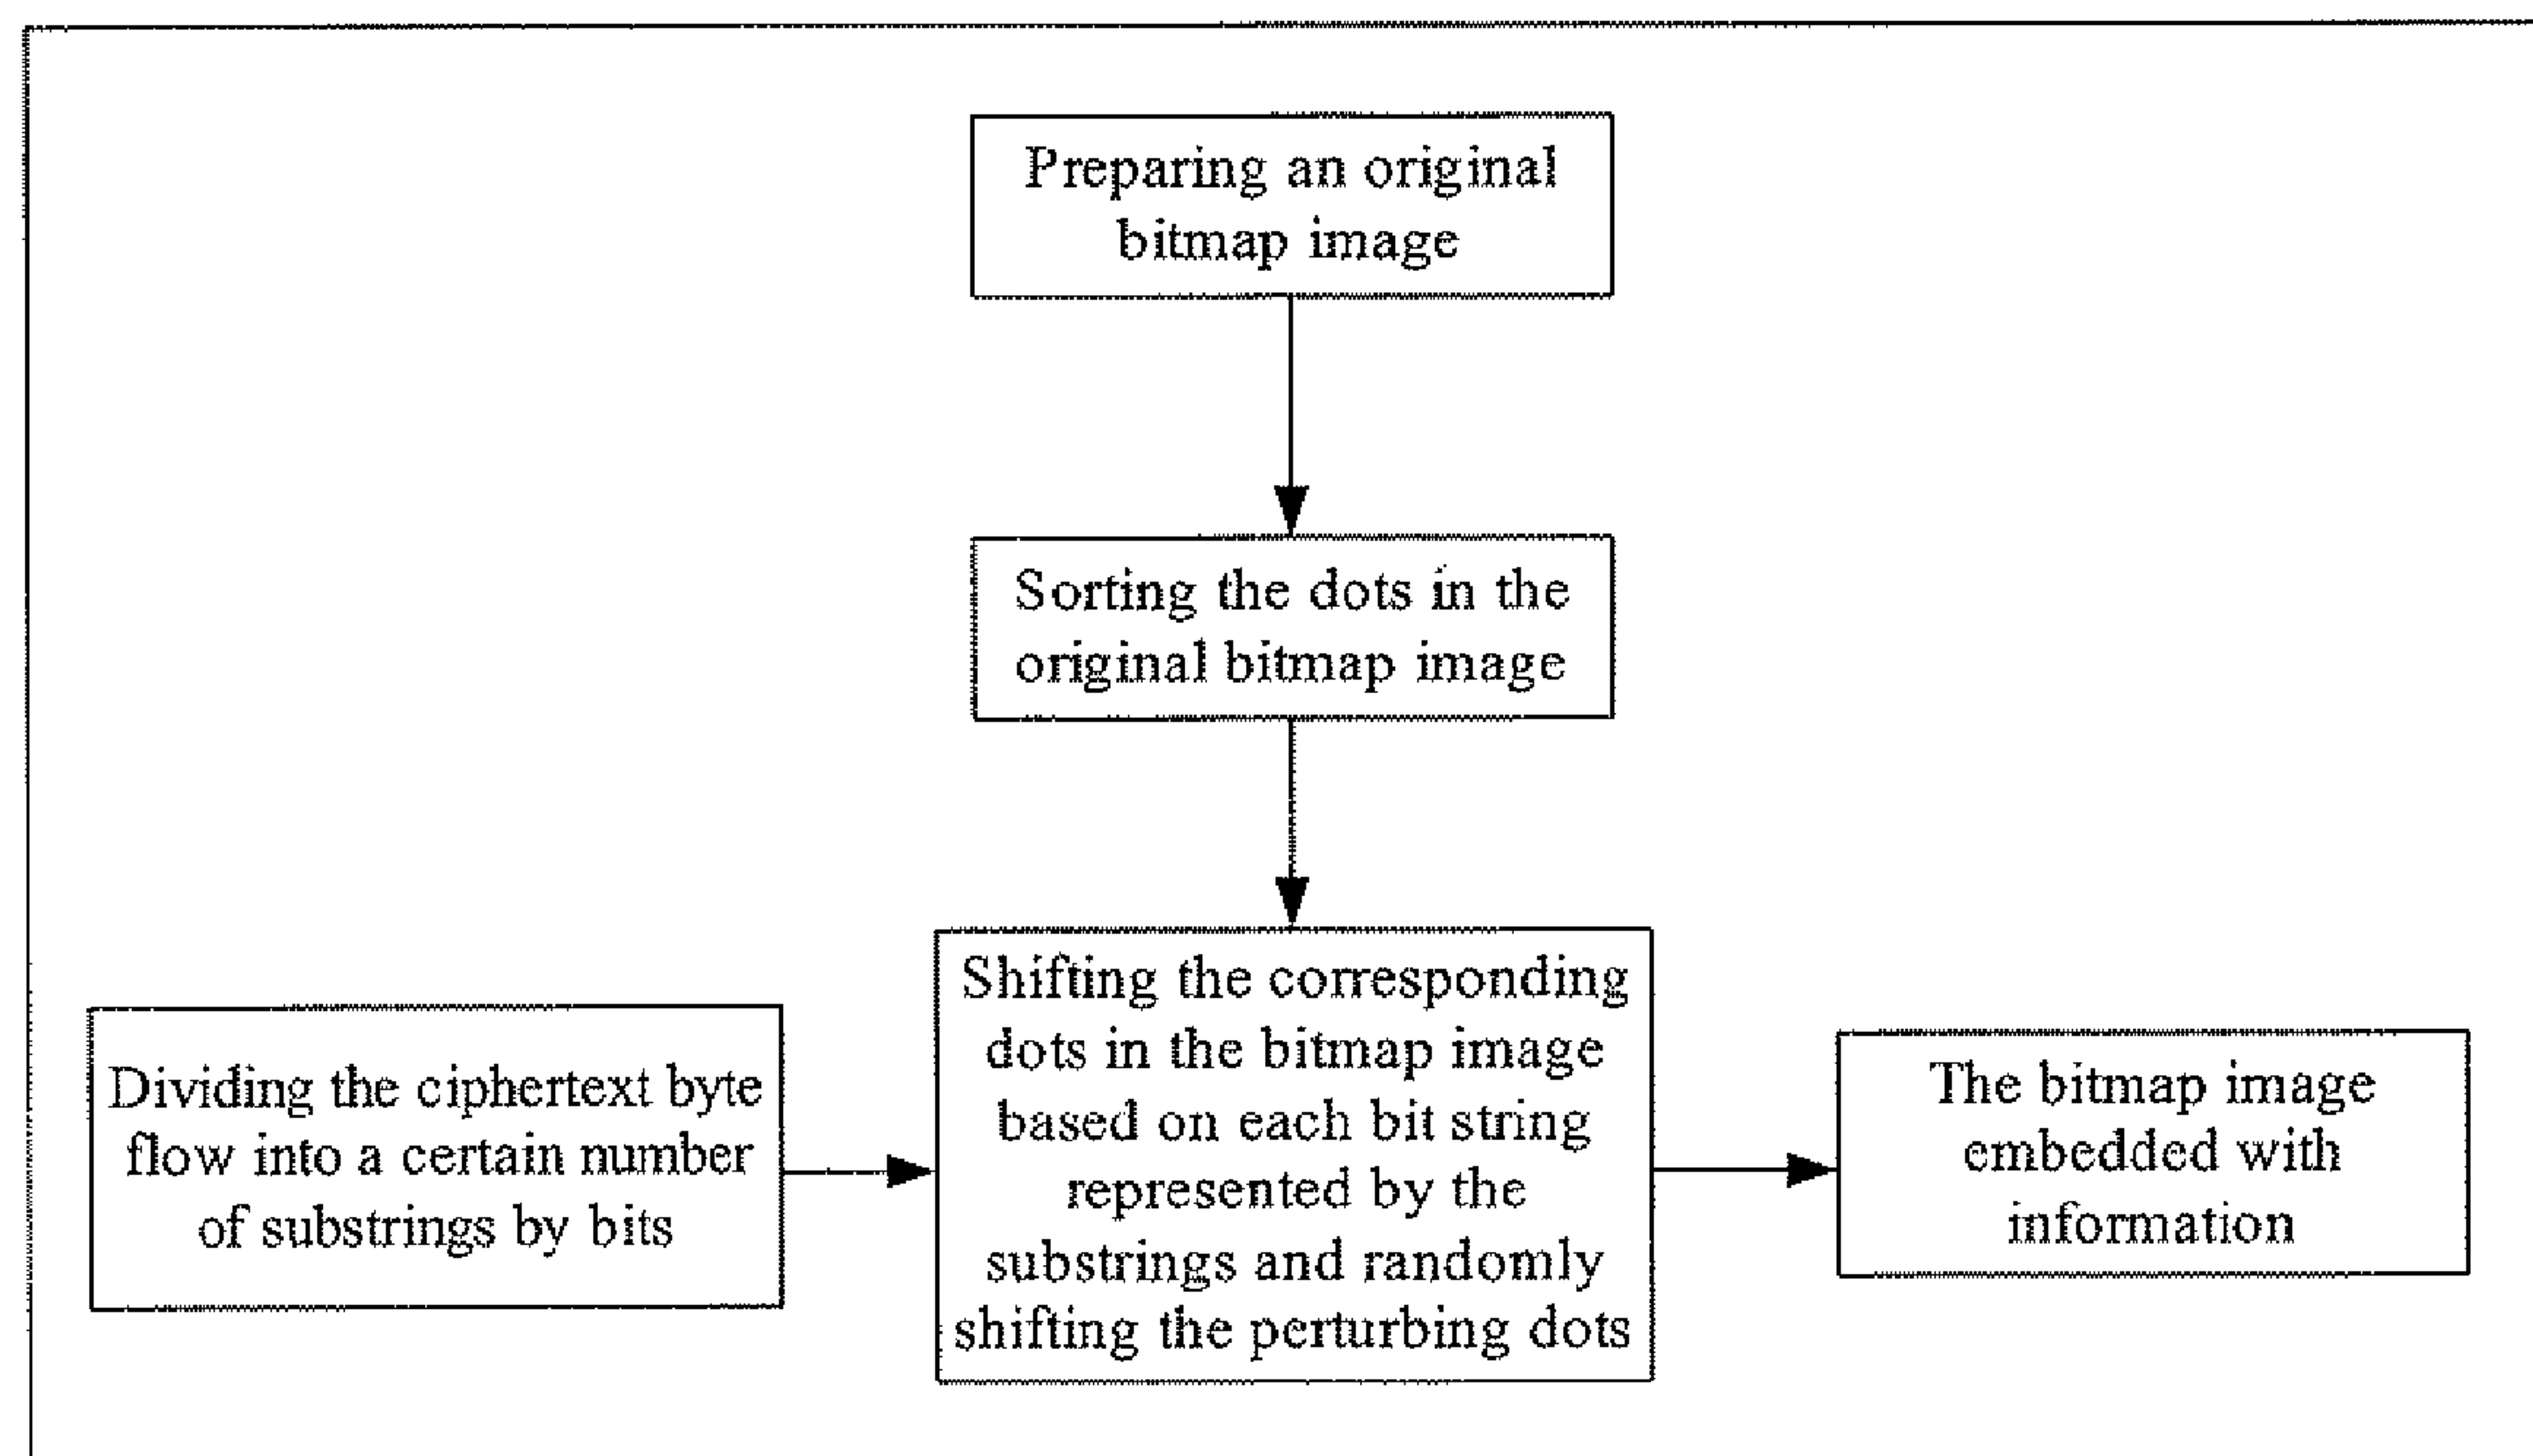 Preparing an original
bitmap image
Sorting the dots in the
original bitmap image
Dividing the ciphertext byte
flow into a certain number
of substrings by bits
Shifting the corresponding
dots in the bitmap image
based on each bit string
represented by the
substrings and randomly
shifting the perturbing dots
The bitmap image
embedded with
information